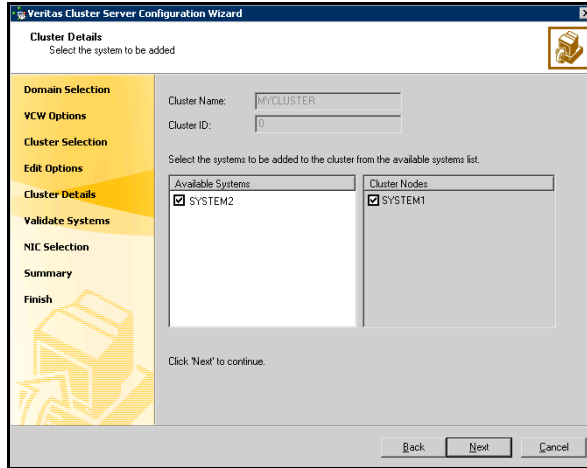 Veritas Cluster Server Configuration Wizard
Cluster Details
Select the system to be added
Domain Selection
VCW Options
Cluster Selection
Edit Options
Cluster Details
Validate Systems
NIC Selection
Summary
Finish
Cluster Name: MYCLUSTER
Cluster ID: 0
Select the systems to be added to the cluster from the available systems list.
Available Systems
SYSTEM2
Cluster Nodes
SYSTEM1
Click 'Next' to continue.
Back Next Cancel